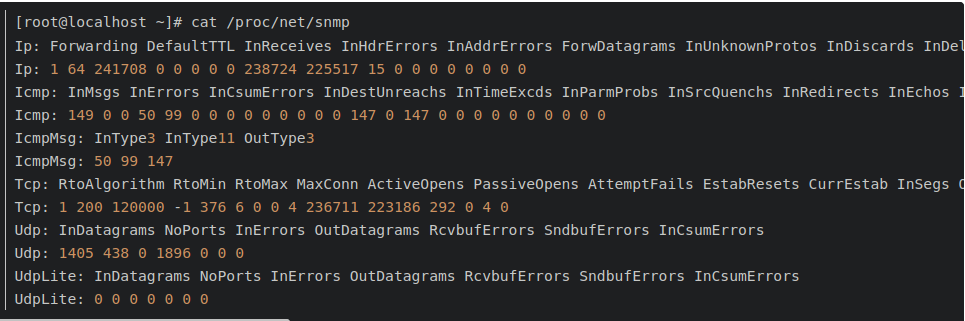 [root@localhost ~]# cat /proc/net/snmp
Ip: Forwarding DefaultTTL InReceives InHdrErrors InAddrErrors ForwDatagrams InUnknownProtos InDiscards InDel
Ip: 1 64 241708 0 0 0 0 0 238724 225517 15 0 0 0 0 0 0 0 0
Icmp: InMsgs InErrors InCsumErrors InDestUnreachs InTimeExcds InParmProbs InSrcQuenchs InRedirects InEchos I
Icmp: 149 0 0 50 99 0 0 0 0 0 0 0 0 0 147 0 147 0 0 0 0 0 0 0 0 0 0
IcmpMsg: InType3 InType11 OutType3
IcmpMsg: 50 99 147
Tcp: RtoAlgorithm RtoMin RtoMax MaxConn ActiveOpens PassiveOpens AttemptFails EstabResets CurrEstab InSegs O
Tcp: 1 200 120000 -1 376 6 0 0 4 236711 223186 292 0 4 0
Udp: InDatagrams NoPorts InErrors OutDatagrams RcvbufErrors SndbufErrors InCsumErrors
Udp: 1405 438 0 1896 0 0 0
UdpLite: InDatagrams NoPorts InErrors OutDatagrams RcvbufErrors SndbufErrors InCsumErrors
UdpLite: 0 0 0 0 0 0 0